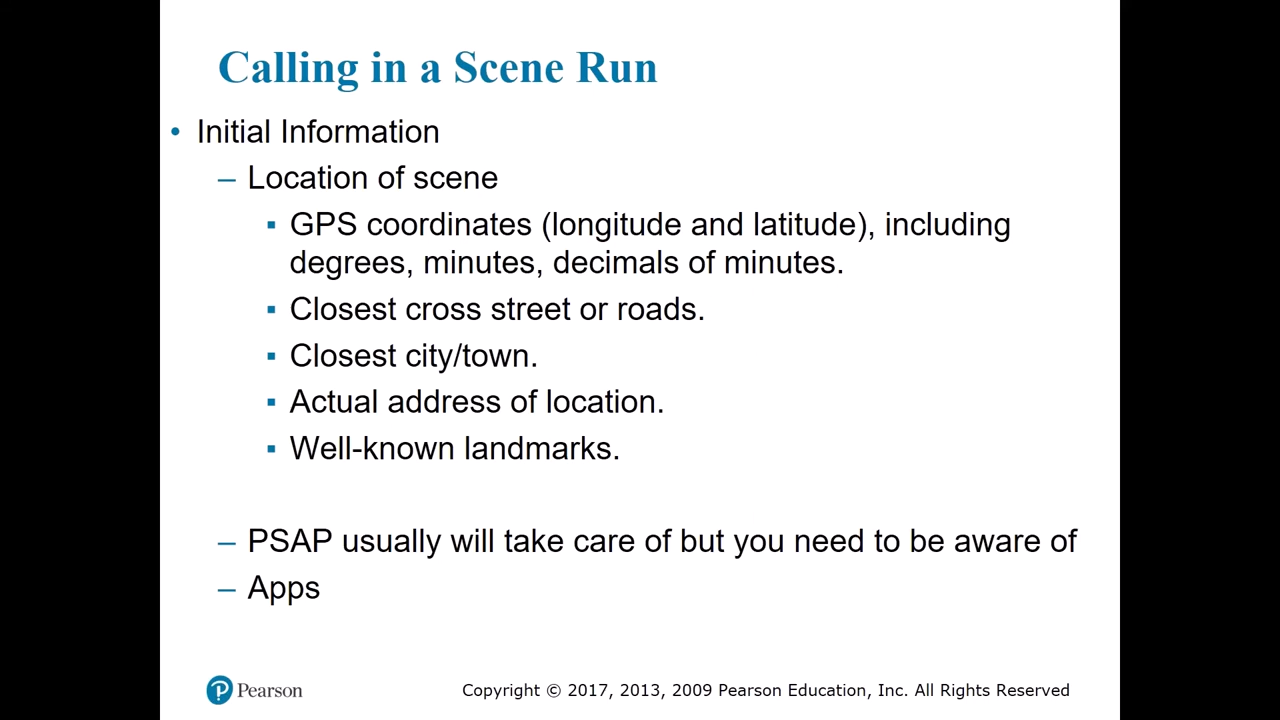 Calling in a Scene Run
• Initial Information
– Location of scene
▪ GPS coordinates (longitude and latitude), including
degrees, minutes, decimals of minutes.
▪ Closest cross street or roads.
▪ Closest city/town.
▪ Actual address of location.
▪ Well-known landmarks.
– PSAP usually will take care of but you need to be aware of
– Apps
Pearson
Copyright © 2017, 2013, 2009 Pearson Education, Inc. All Rights Reserved